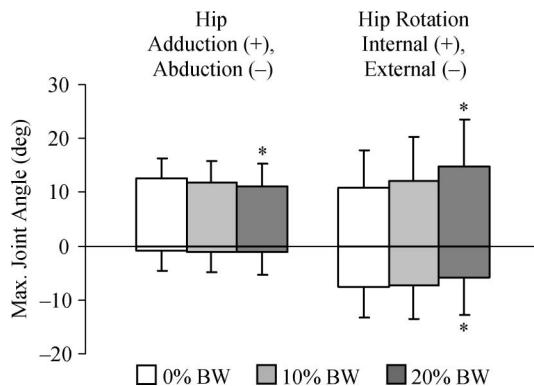 Hip
Adduction (+),
Abduction (–)
Hip Rotation
Internal (+),
External (–)
Max. Joint Angle (deg)
30
20
10
0
–10
–20
*
*
*
0% BW
10% BW
20% BW